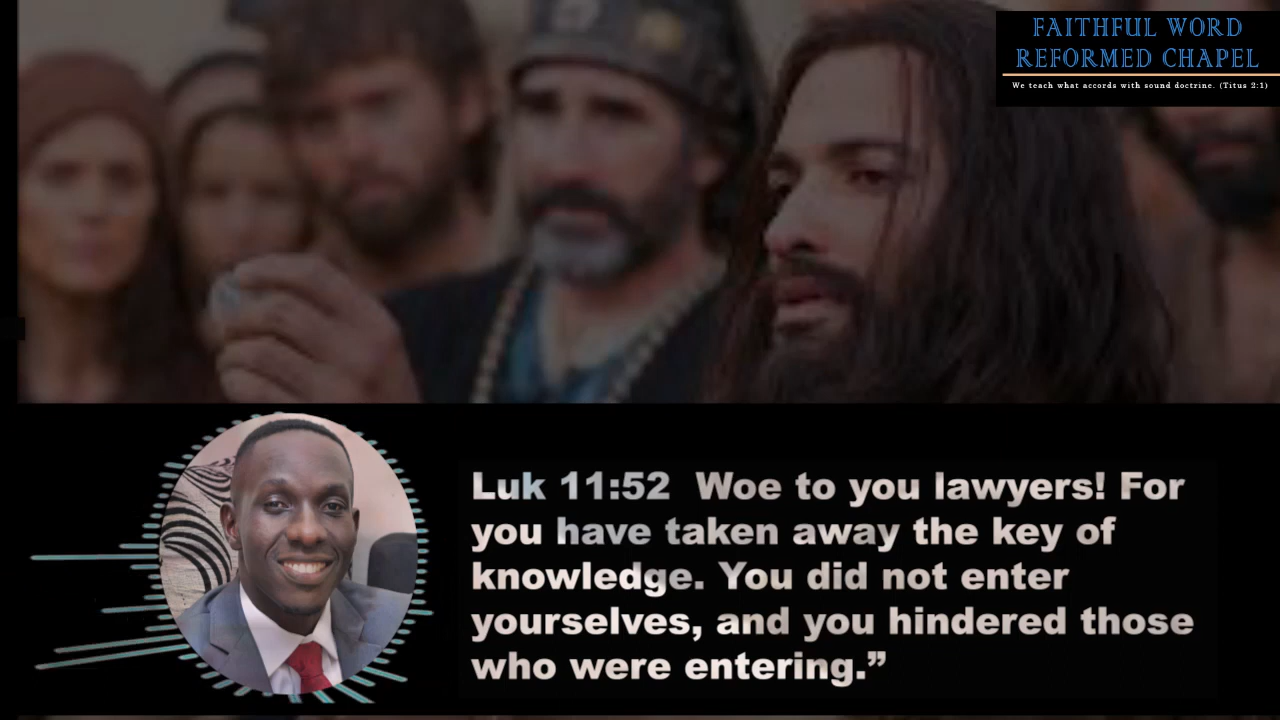 FAITHFUL WORD
REFORMED CHAPEL
We teach what accords with sound doctrine. (Titus 2:1)
Luk 11:52 Woe to you lawyers! For
you have taken away the key of
knowledge. You did not enter
yourselves, and you hindered those
who were entering.”